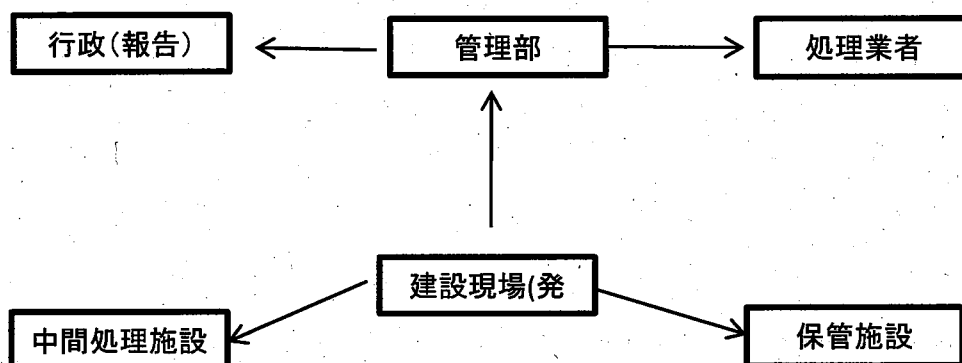 行政(報告)
管理部
処理業者
建設現場(発
中間処理施設
保管施設